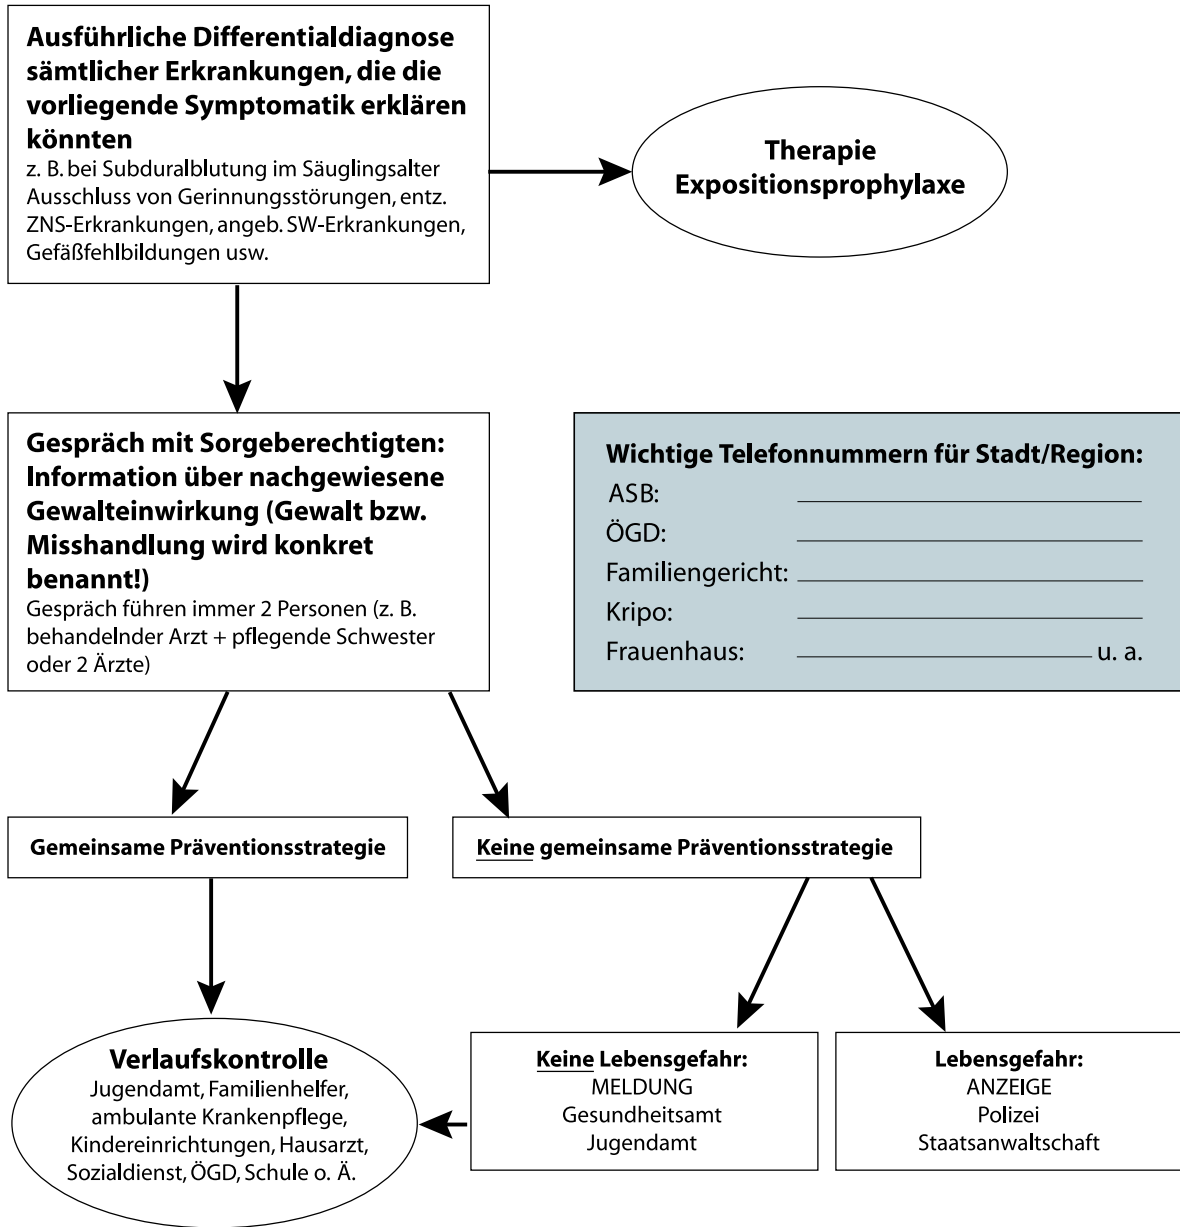 Ausführliche Differentialdiagnose
sämtlicher Erkrankungen, die die
vorliegende Symptomatik erklären
könnten
z. B. bei Subduralblutung im Säuglingsalter
Ausschluss von Gerinnungsstörungen, entz.
ZNS-Erkrankungen, angeb. SW-Erkrankungen,
Gefäßfehlbildungen usw.
Therapie
Expositionsprophylaxe
Gespräch mit Sorgeberechtigten:
Information über nachgewiesene
Gewalteinwirkung (Gewalt bzw.
Misshandlung wird konkret
benannt!)
Gespräch führen immer 2 Personen (z. B.
behandelnder Arzt + pflegende Schwester
oder 2 Ärzte)
Wichtige Telefonnummern für Stadt/Region:
ASB:
ÖGD:
Familiengericht:
Kripo:
Frauenhaus: u. a.
Gemeinsame Präventionsstrategie
Keine gemeinsame Präventionsstrategie
Verlaufskontrolle
Jugendamt, Familienhelfer,
ambulante Krankenpflege,
Kindereinrichtungen, Hausarzt,
Sozialdienst, ÖGD, Schule o. Ä.
Keine Lebensgefahr:
MELDUNG
Gesundheitsamt
Jugendamt
Lebensgefahr:
ANZEIGE
Polizei
Staatsanwaltschaft